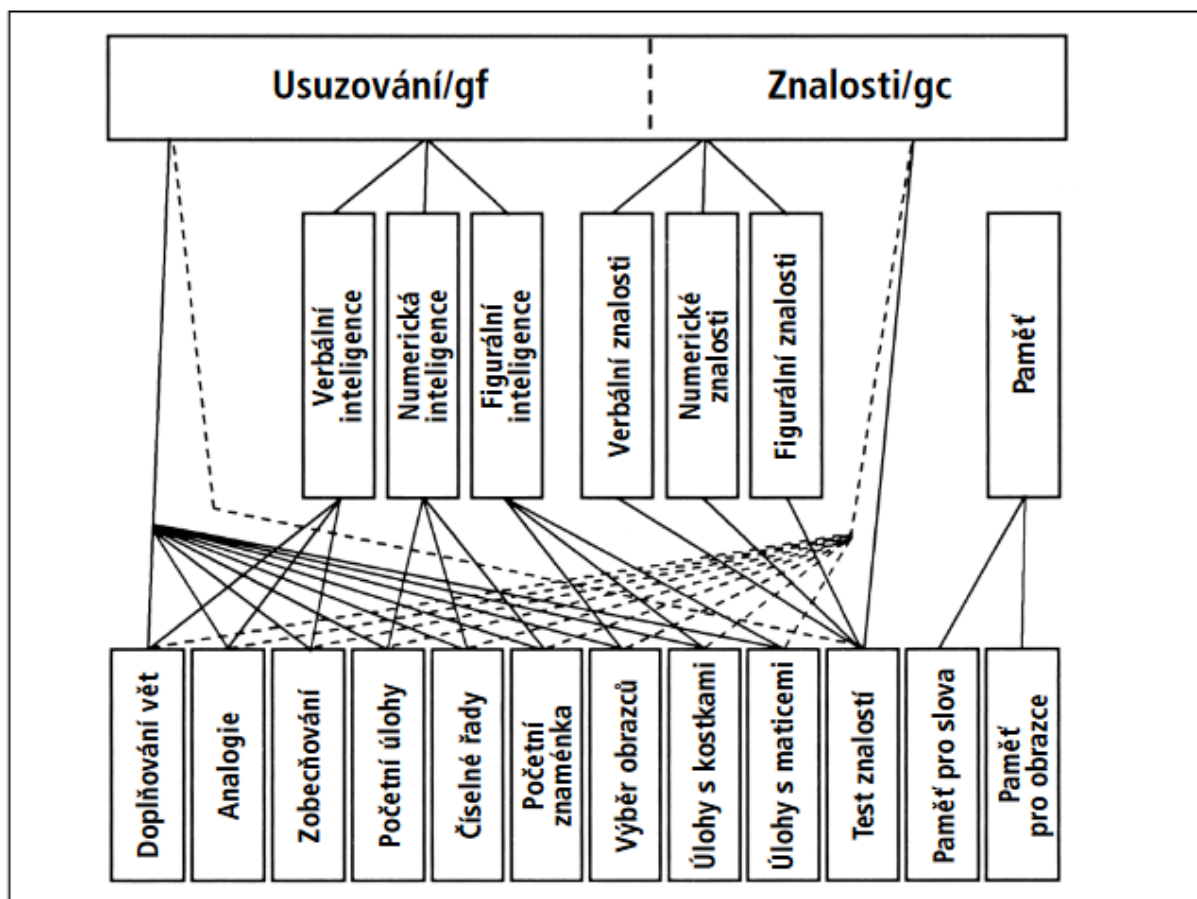 Usuzování/gf
Znalosti/gc
Verbální
inteligence
Numerická
inteligence
Figurální
inteligence
Verbální znalosti
Numerické
znalosti
Figurální znalosti
Paměť
Doplňování vět
Analogie
Zobecňování
Početní úlohy
Číselné řady
Početní
znaménka
Výběr obrazců
Úlohy s kostkami
Úlohy s maticemi
Test znalostí
Paměť pro slova
Paměť
pro obrazce